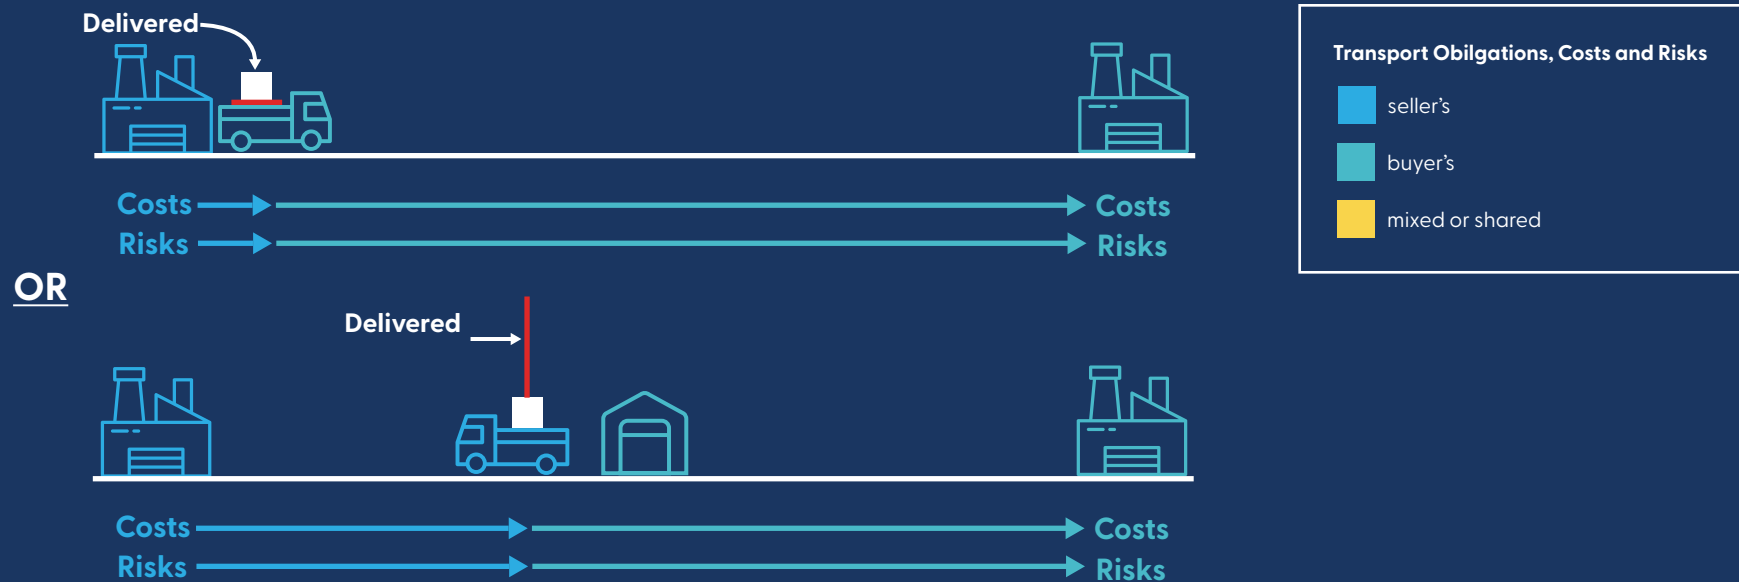 Delivered
Transport Obilgations, Costs and Risks
seller's
buyer's
mixed or shared
Costs Costs
Risks Risks
OR
Delivered
Costs Costs
Risks Risks